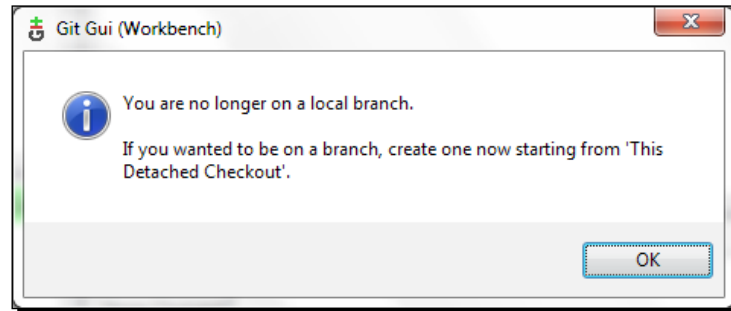 Git Gui (Workbench)
You are no longer on a local branch.
If you wanted to be on a branch, create one now starting from 'This
Detached Checkout'.
OK